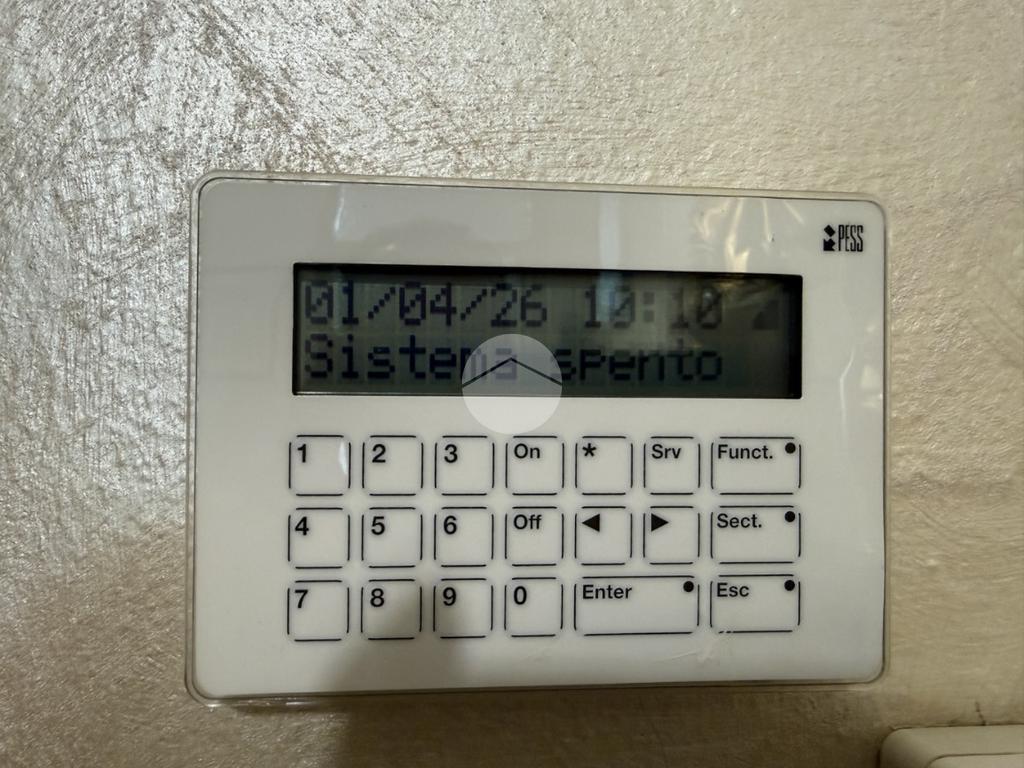 PESS
01/04/26 10:10
Sistema spento
1 2 3 On * Srv Funct.
4 5 6 Off ◀ ▶ Sect.
7 8 9 0 Enter Esc